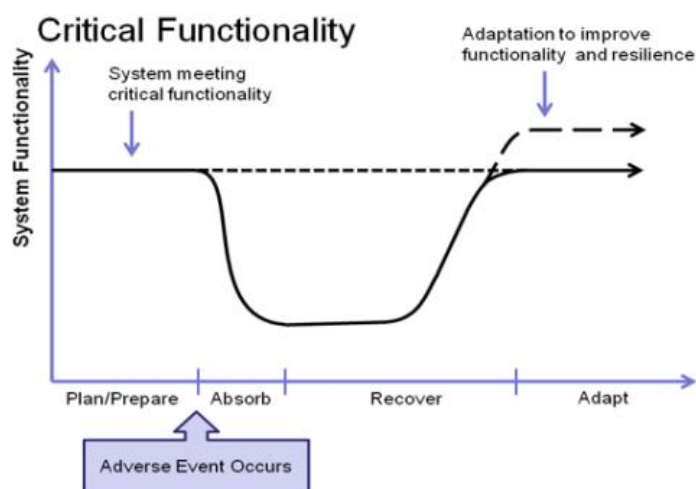 Critical Functionality
System meeting
critical functionality
Adaptation to improve
functionality and resilience
System Functionality
Plan/Prepare
Absorb
Recover
Adapt
Adverse Event Occurs